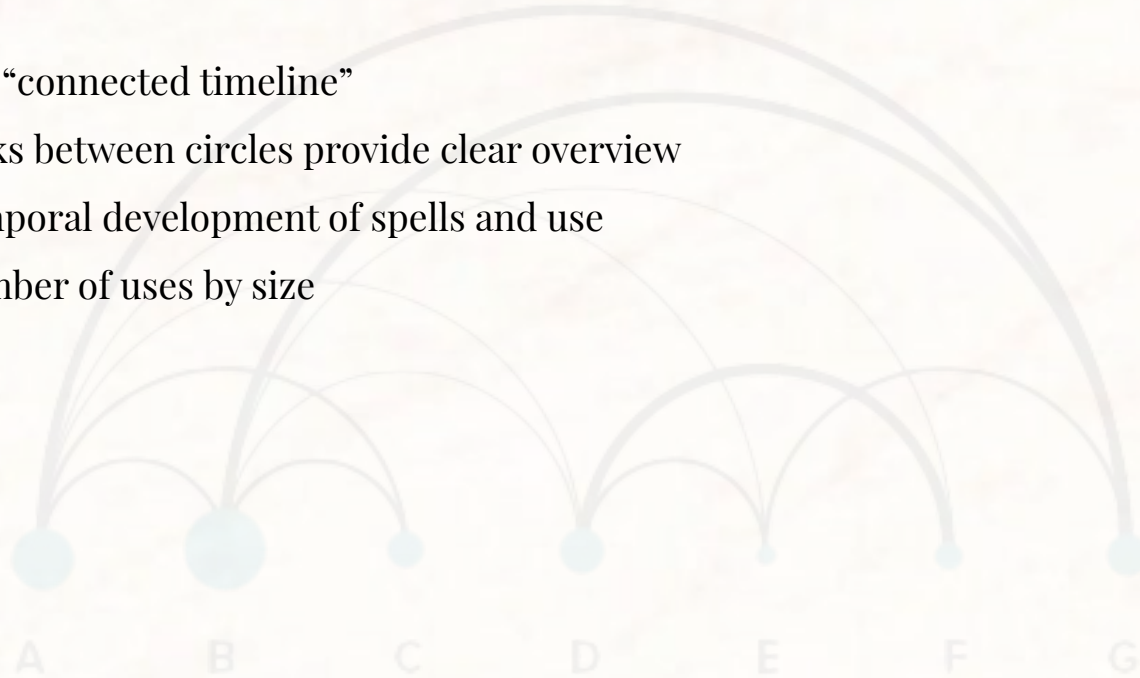 “connected timeline”
ks between circles provide clear overview
nporal development of spells and use
nber of uses by size
A B C D E F G